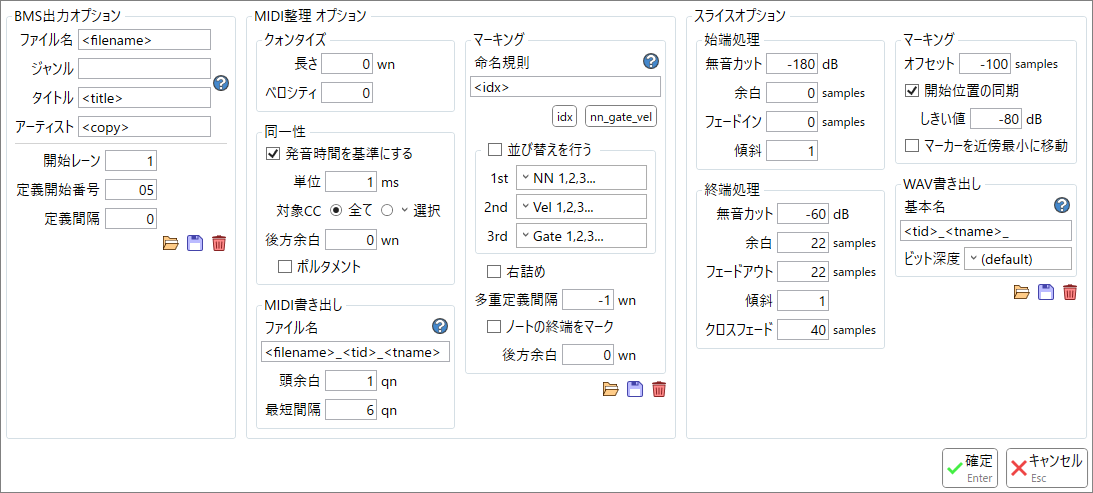 BMS出力オプション
ファイル名 <filename>
ジャンル
タイトル <title>
アーティスト <copy>
開始レーン 1
定義開始番号 05
定義間隔 0
MIDI整理 オプション
クォンタイズ
長さ 0 wn
ベロシティ 0
同一性
発音時間を基準にする
単位 1 ms
対象CC 全て 選択
後方余白 0 wn
ポルタメント
MIDI書き出し
ファイル名
<filename>_<tid>_<tname>
頭余白 1 qn
最短間隔 6 qn
マーキング
命名規則
<idx>
idx nn_gate_vel
並び替えを行う
1st NN 1,2,3...
2nd Vel 1,2,3...
3rd Gate 1,2,3...
右詰め
多重定義間隔 -1 wn
ノートの終端をマーク
後方余白 0 wn
スライスオプション
始端処理
無音カット -180 dB
余白 0 samples
フェードイン 0 samples
傾斜 1
終端処理
無音カット -60 dB
余白 22 samples
フェードアウト 22 samples
傾斜 1
クロスフェード 40 samples
マーキング
オフセット -100 samples
開始位置の同期
しきい値 -80 dB
マーカーを近傍最小に移動
WAV書き出し
基本名
<tid>_<tname>_
ビット深度 (default)
確定 Enter
キャンセル Esc